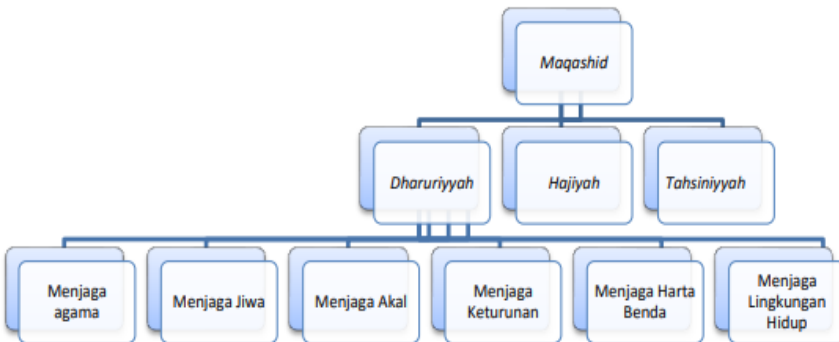 Maqashid
Dharuriyyah
Hajiyah
Tahsiniyyah
Menjaga
agama
Menjaga Jiwa
Menjaga Akal
Menjaga
Keturunan
Menjaga Harta
Benda
Menjaga
Lingkungan
Hidup